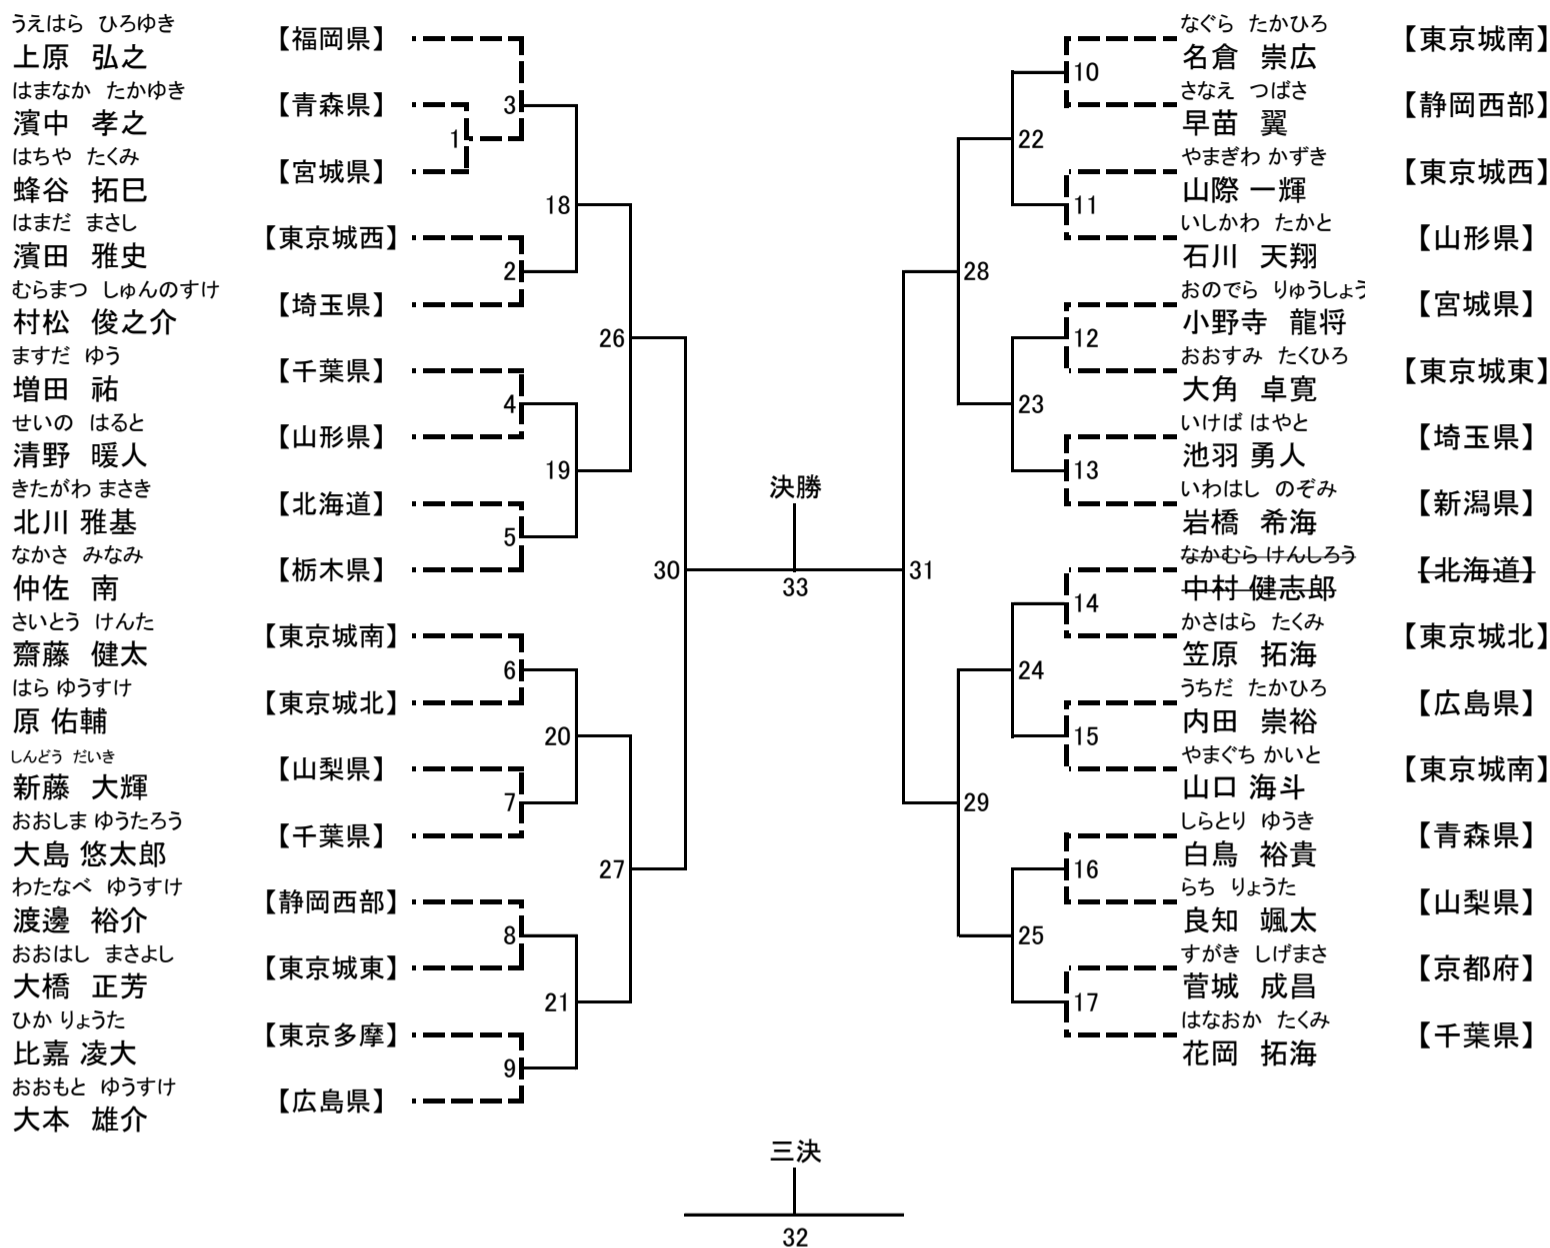 うえはら ひろゆき
上原 弘之 【福岡県】
はまなか たかゆき
濱中 孝之 【青森県】
はちや たくみ
蜂谷 拓巳 【宮城県】
はまだ まさし
濱田 雅史 【東京城西】
むらまつ しゅんのすけ
村松 俊之介 【埼玉県】
ますだ ゆう
増田 祐 【千葉県】
せいの はると
清野 暖人 【山形県】
きたがわ まさき
北川 雅基 【北海道】
なかさ みなみ
仲佐 南 【栃木県】
さいとう けんた
齋藤 健太 【東京城南】
はら ゆうすけ
原 佑輔 【東京城北】
しんどう だいき
新藤 大輝 【山梨県】
おおしま ゆうたろう
大島 悠太郎 【千葉県】
わたなべ ゆうすけ
渡邊 裕介 【静岡西部】
おおはし まさよし
大橋 正芳 【東京城東】
ひか りょうた
比嘉 凌大 【東京多摩】
おおもと ゆうすけ
大本 雄介 【広島県】
1
3
2
4
5
6
7
8
9
18
19
20
21
26
27
30
決勝
33
31
28
29
22
23
24
25
10
11
12
13
14
15
16
17
なぐら たかひろ
名倉 崇広 【東京城南】
さなえ つばさ
早苗 翼 【静岡西部】
やまぎわ かずき
山際 一輝 【東京城西】
いしかわ たかと
石川 天翔 【山形県】
おのでら りゅうしょう
小野寺 龍将 【宮城県】
おおすみ たくひろ
大角 卓寛 【東京城東】
いけば はやと
池羽 勇人 【埼玉県】
いわはし のぞみ
岩橋 希海 【新潟県】
なかむら けんしろう
中村 健志郎 【北海道】
かさはら たくみ
笠原 拓海 【東京城北】
うちだ たかひろ
内田 崇裕 【広島県】
やまぐち かいと
山口 海斗 【東京城南】
しらとり ゆうき
白鳥 裕貴 【青森県】
らち りょうた
良知 颯太 【山梨県】
すがき しげまさ
菅城 成昌 【京都府】
はなおか たくみ
花岡 拓海 【千葉県】
三決
32